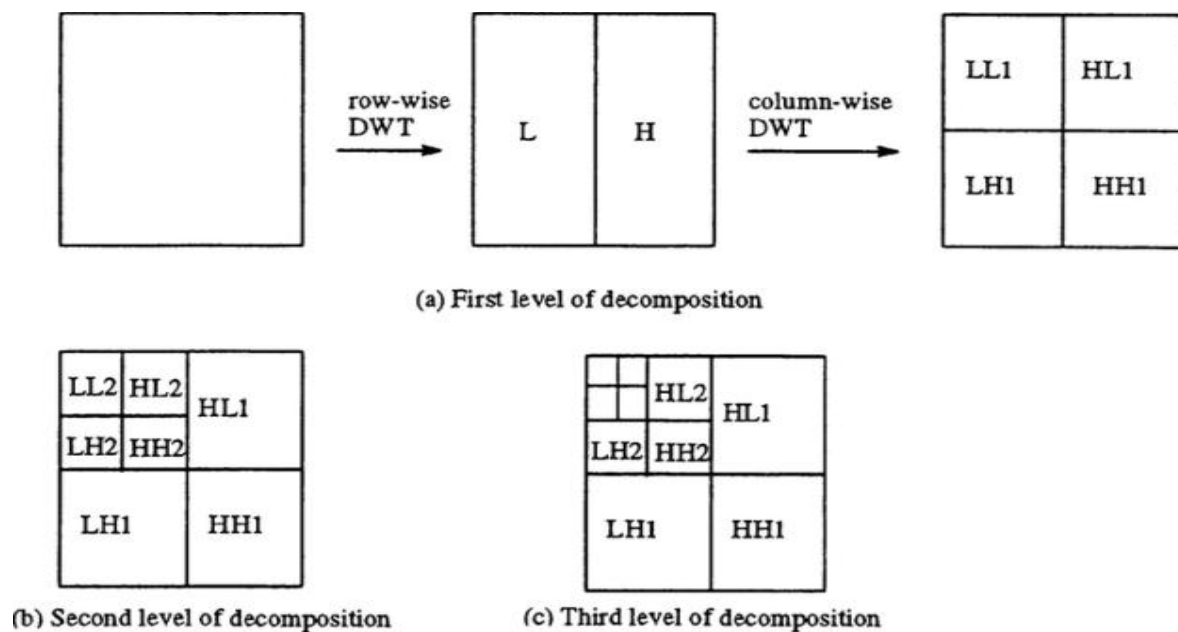 row-wise
DWT
L
H
column-wise
DWT
LL1
HL1
LH1
HH1
(a) First level of decomposition
LL2
HL2
HL1
LH2
HH2
LH1
HH1
(b) Second level of decomposition
HL2
HL1
LH2
HH2
LH1
HH1
(c) Third level of decomposition